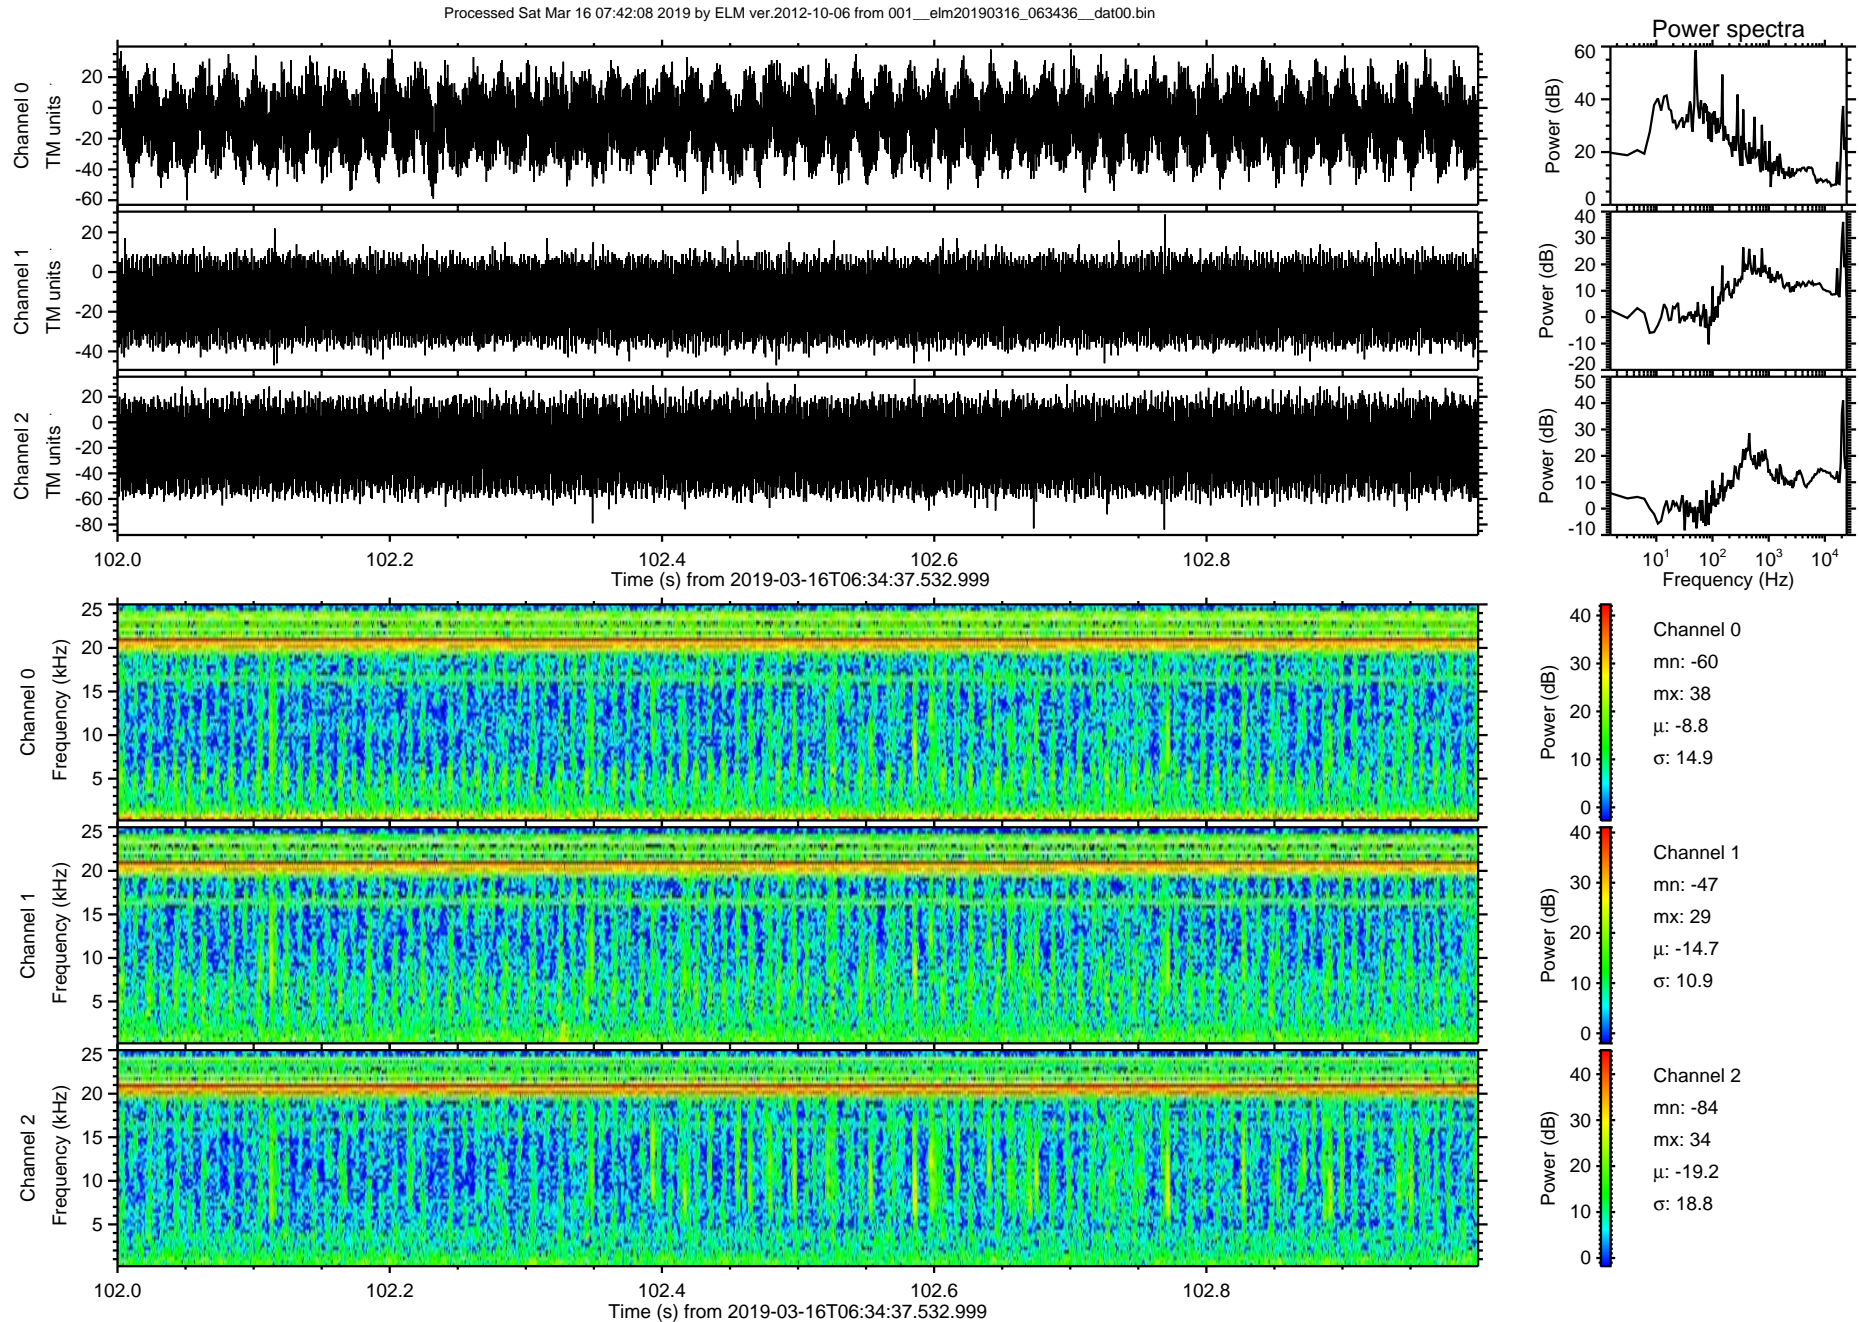 Processed Sat Mar 16 07:42:08 2019 by ELM ver.2012-10-06 from 001__elm20190316_063436__dat00.bin
Power spectra
Channel 0
TM units
20
0
-20
-40
-60
Power (dB)
60
40
20
0
Channel 1
TM units
20
0
-20
-40
Power (dB)
40
30
20
10
0
-10
-20
Channel 2
TM units
20
0
-20
-40
-60
-80
Power (dB)
50
40
30
20
10
0
-10
102.0 102.2 102.4 102.6 102.8
Time (s) from 2019-03-16T06:34:37.532.999
10¹ 10² 10³ 10⁴
Frequency (Hz)
Channel 0
Frequency (kHz)
25
20
15
10
5
Power (dB)
40
30
20
10
0
Channel 0
mn: -60
mx: 38
μ: -8.8
σ: 14.9
Channel 1
Frequency (kHz)
25
20
15
10
5
Power (dB)
40
30
20
10
0
Channel 1
mn: -47
mx: 29
μ: -14.7
σ: 10.9
Channel 2
Frequency (kHz)
25
20
15
10
5
Power (dB)
40
30
20
10
0
Channel 2
mn: -84
mx: 34
μ: -19.2
σ: 18.8
102.0 102.2 102.4 102.6 102.8
Time (s) from 2019-03-16T06:34:37.532.999